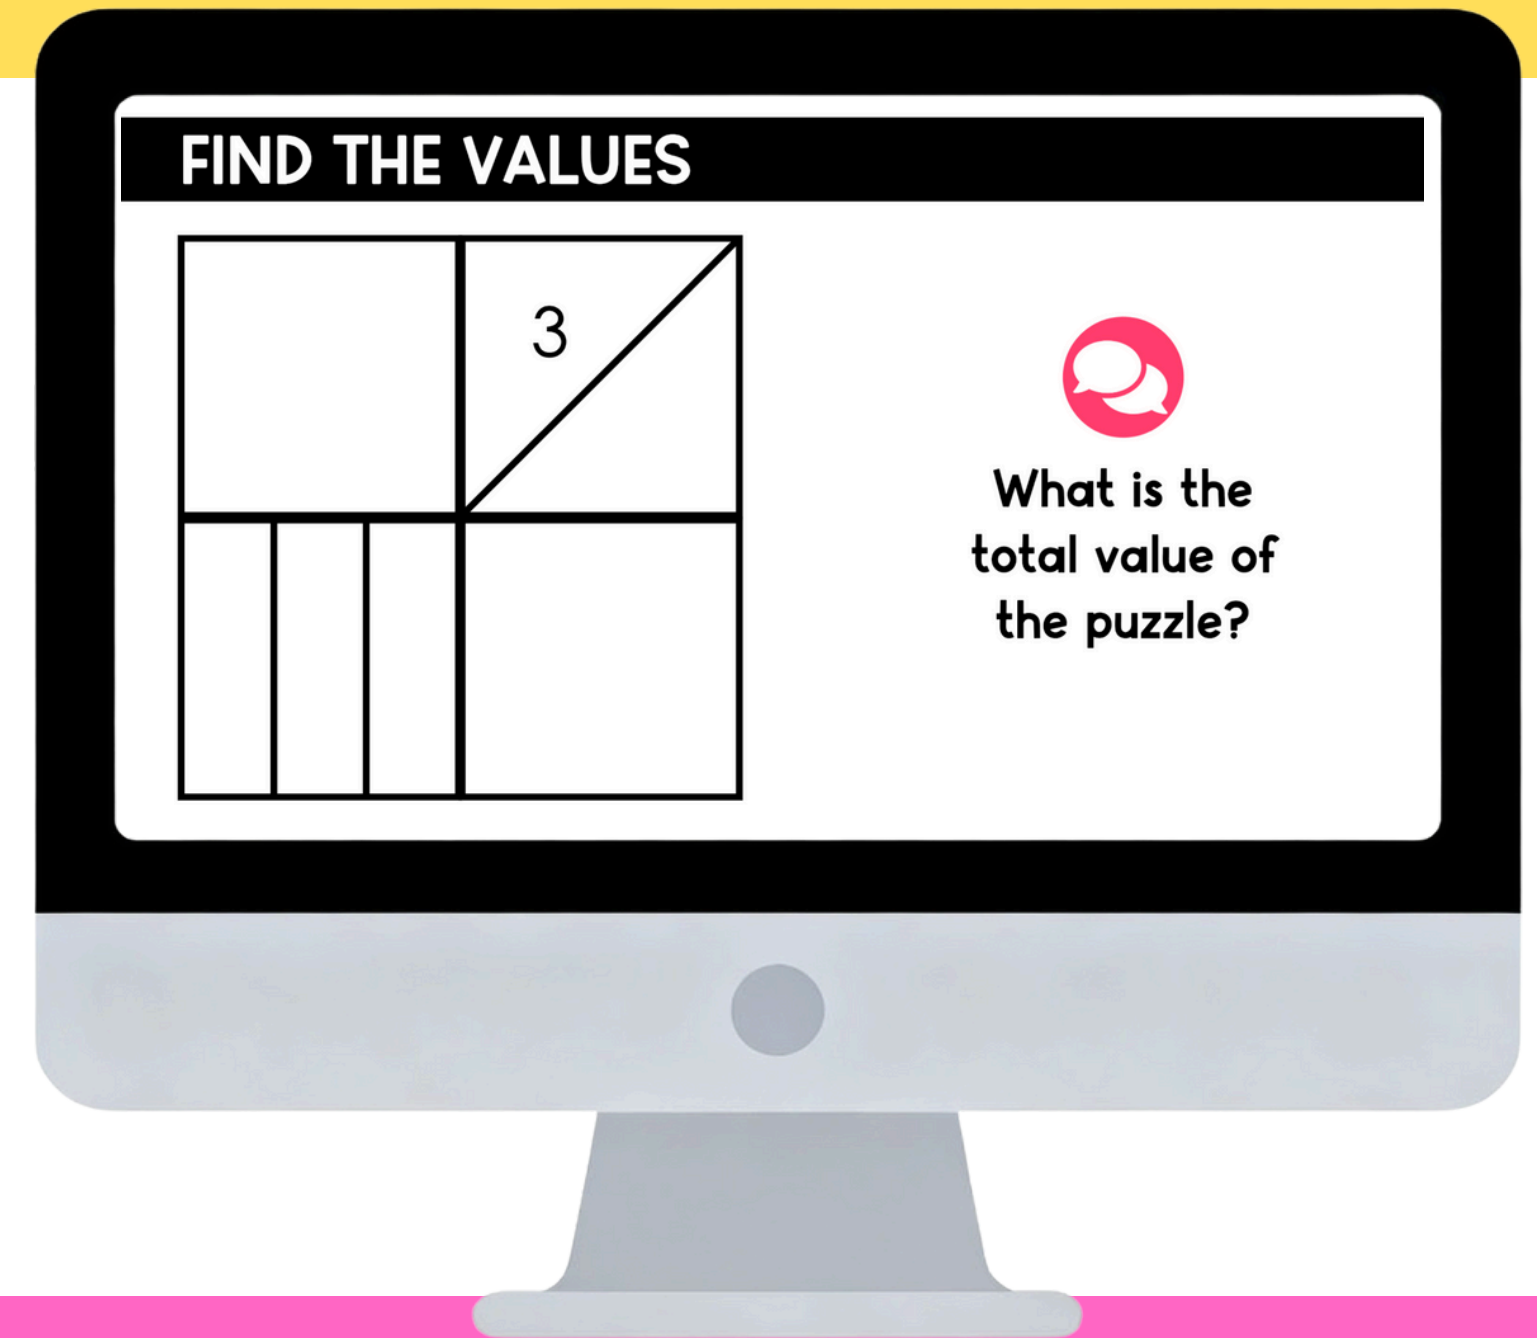 FIND THE VALUES
3
What is the
total value of
the puzzle?